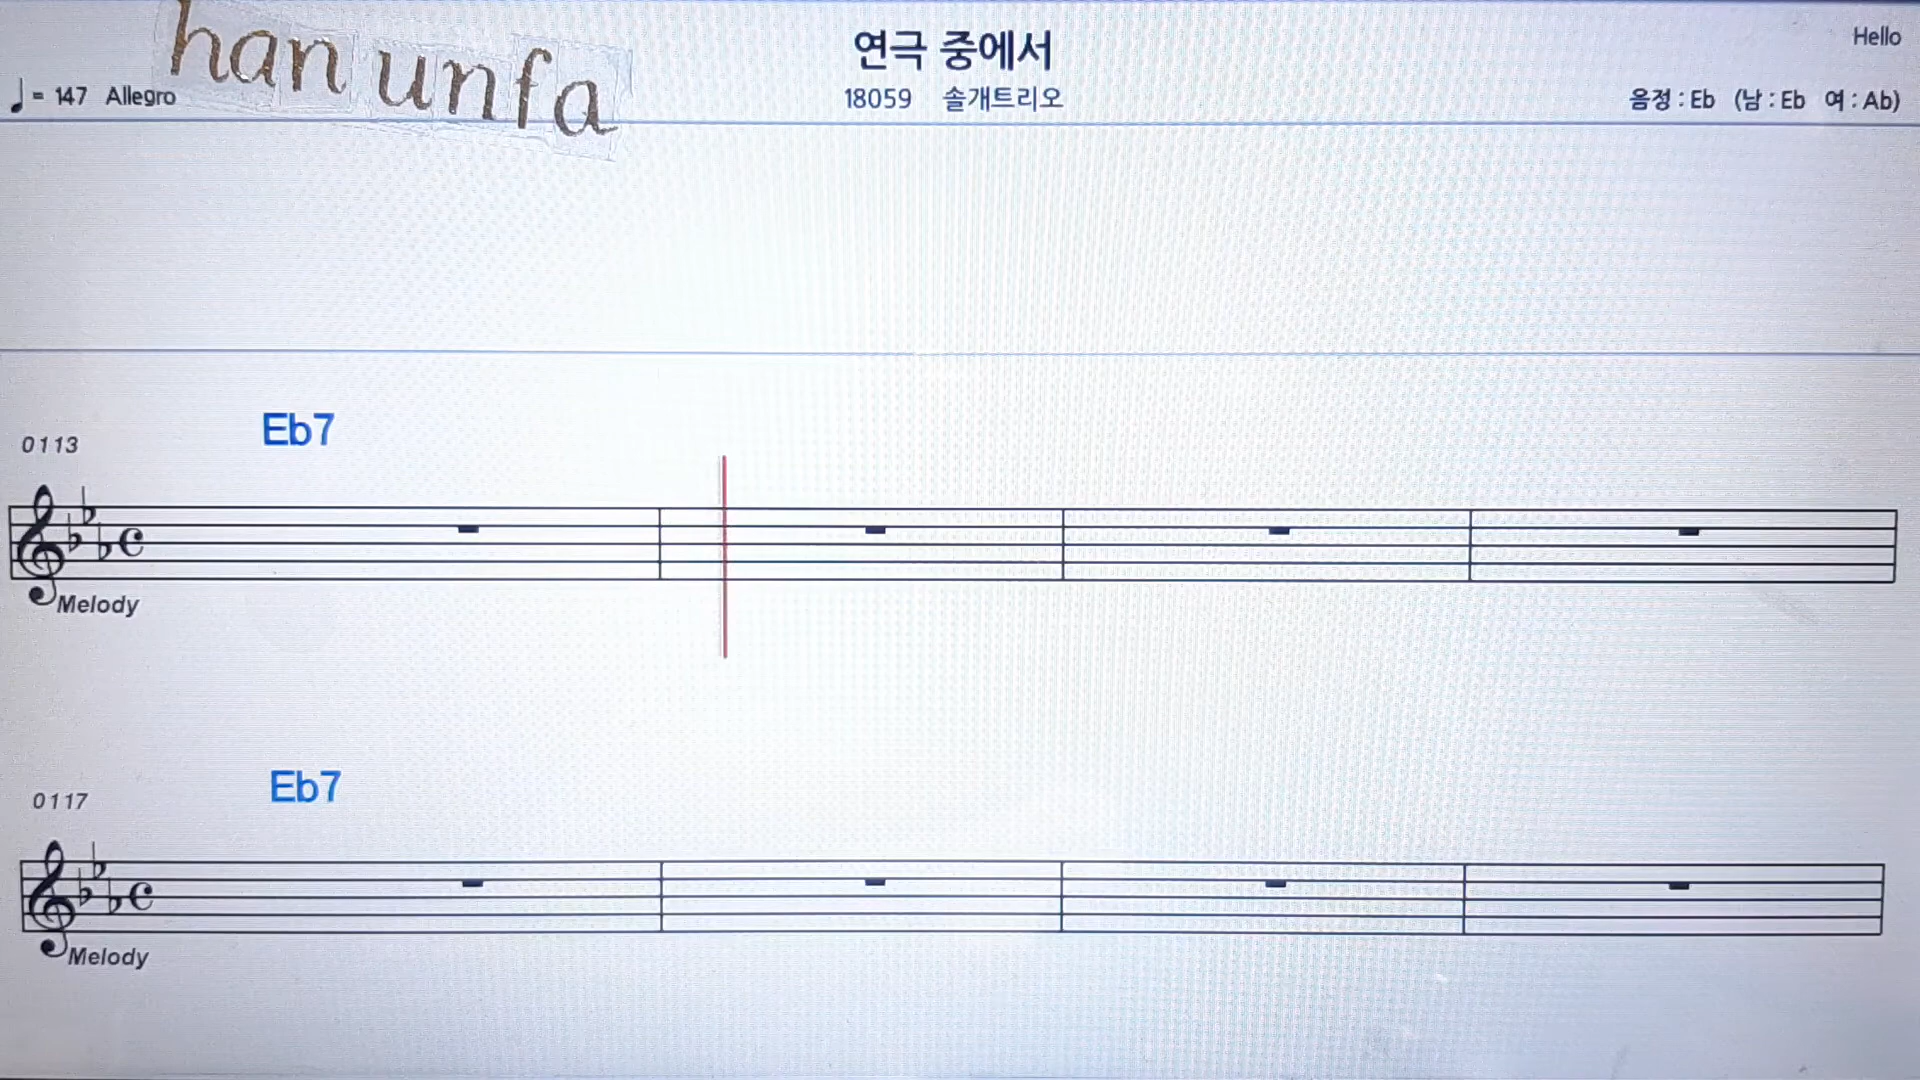 han unfa
연극 중에서
Hello
♩= 147 Allegro
18059 솔개트리오
음정 : Eb (남 : Eb 여 : Ab)
Eb7
0113
Melody
Eb7
0117
Melody